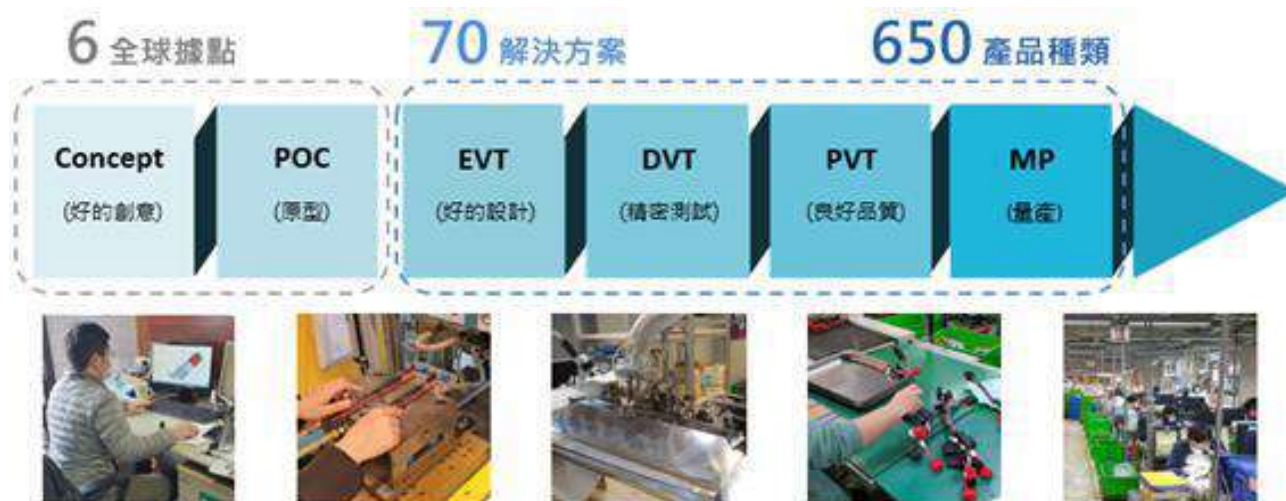 6 全球據點
70 解決方案
650 產品種類
Concept
(好的創意)
POC
(原型)
EVT
(好的設計)
DVT
(精密測試)
PVT
(良好品質)
MP
(量產)